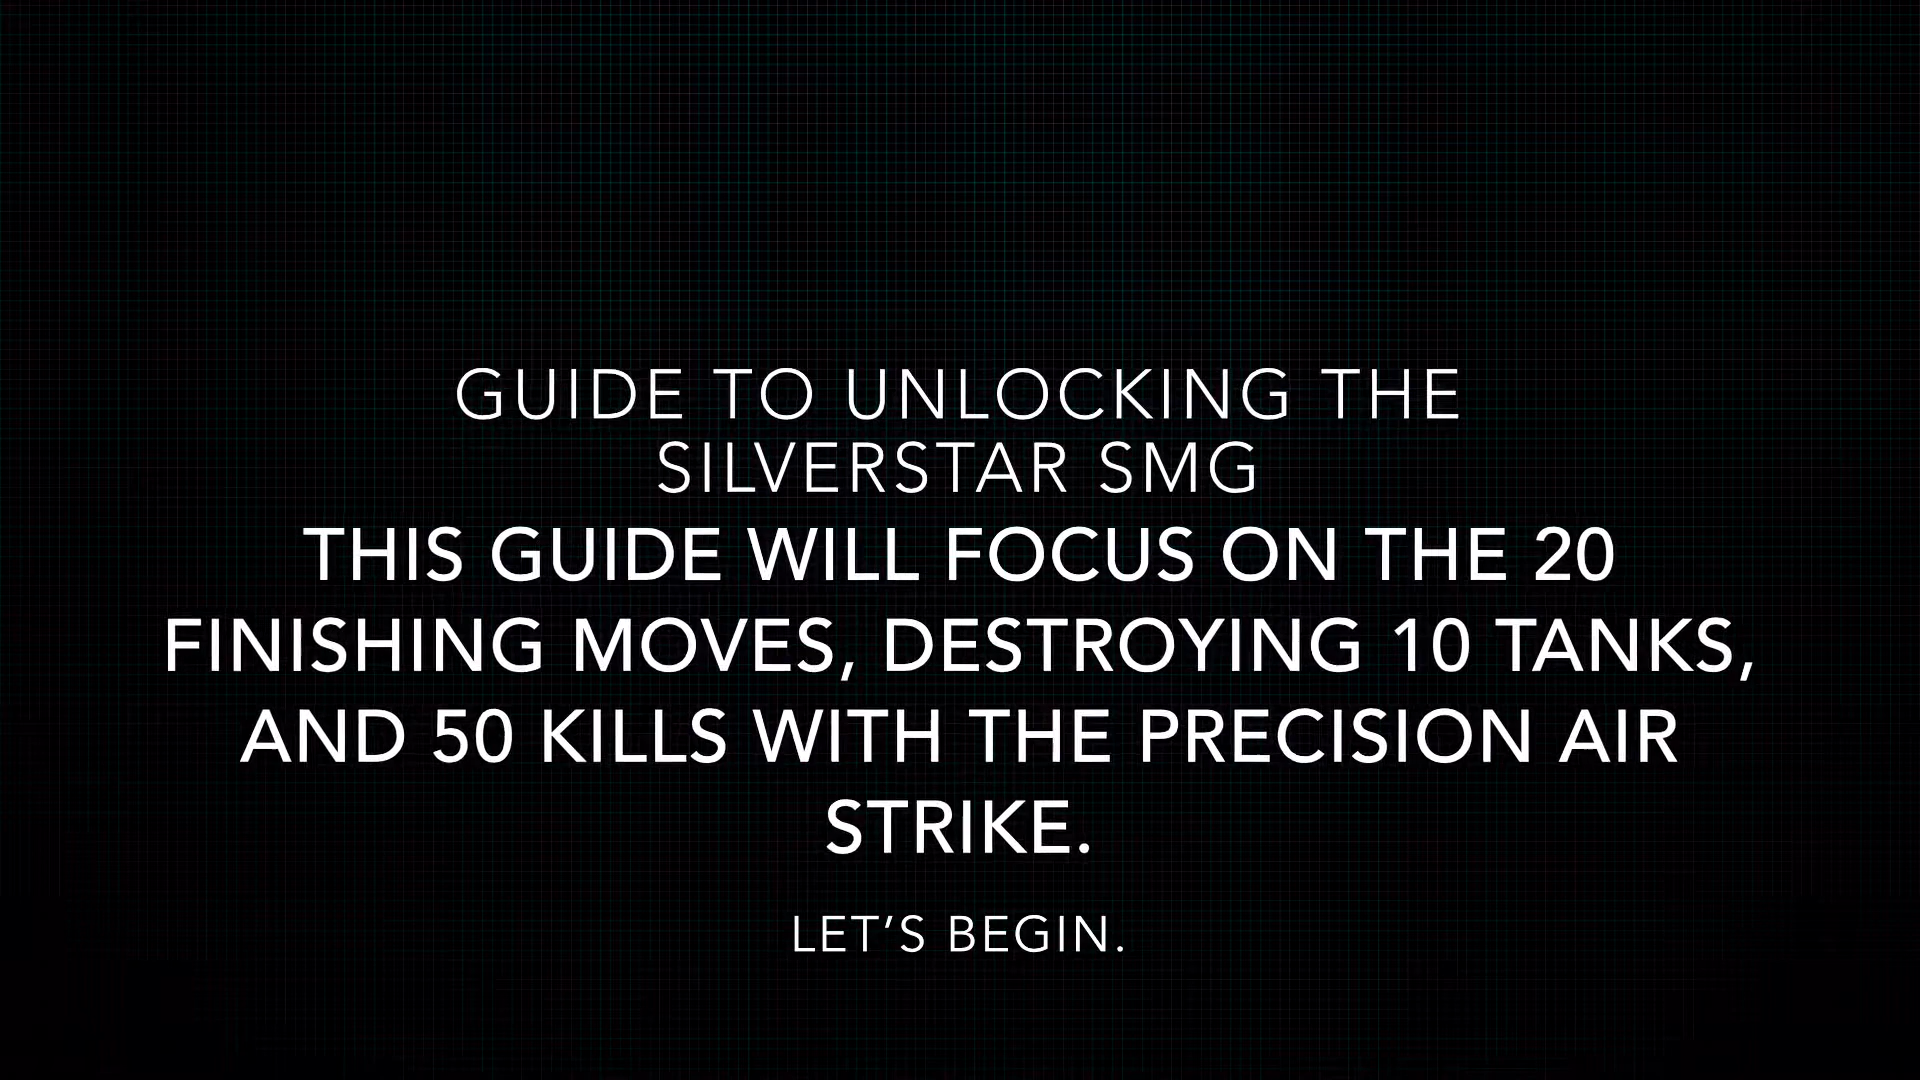 GUIDE TO UNLOCKING THE
SILVERSTAR SMG
THIS GUIDE WILL FOCUS ON THE 20
FINISHING MOVES, DESTROYING 10 TANKS,
AND 50 KILLS WITH THE PRECISION AIR
STRIKE.
LET’S BEGIN.